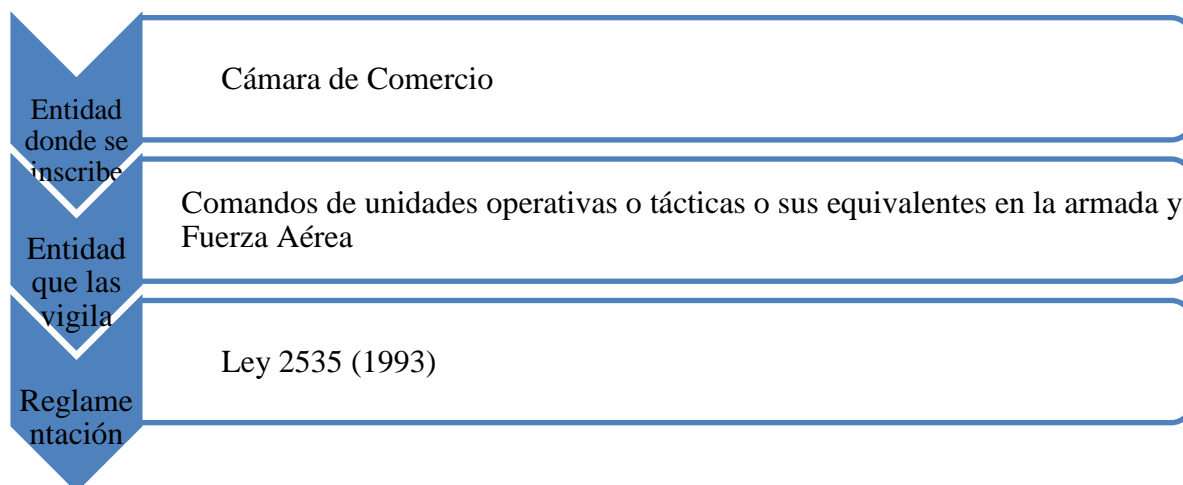 Entidad
donde se
inscribe
Cámara de Comercio
Entidad
que las
vigila
Comandos de unidades operativas o tácticas o sus equivalentes en la armada y
Fuerza Aérea
Reglame
ntación
Ley 2535 (1993)